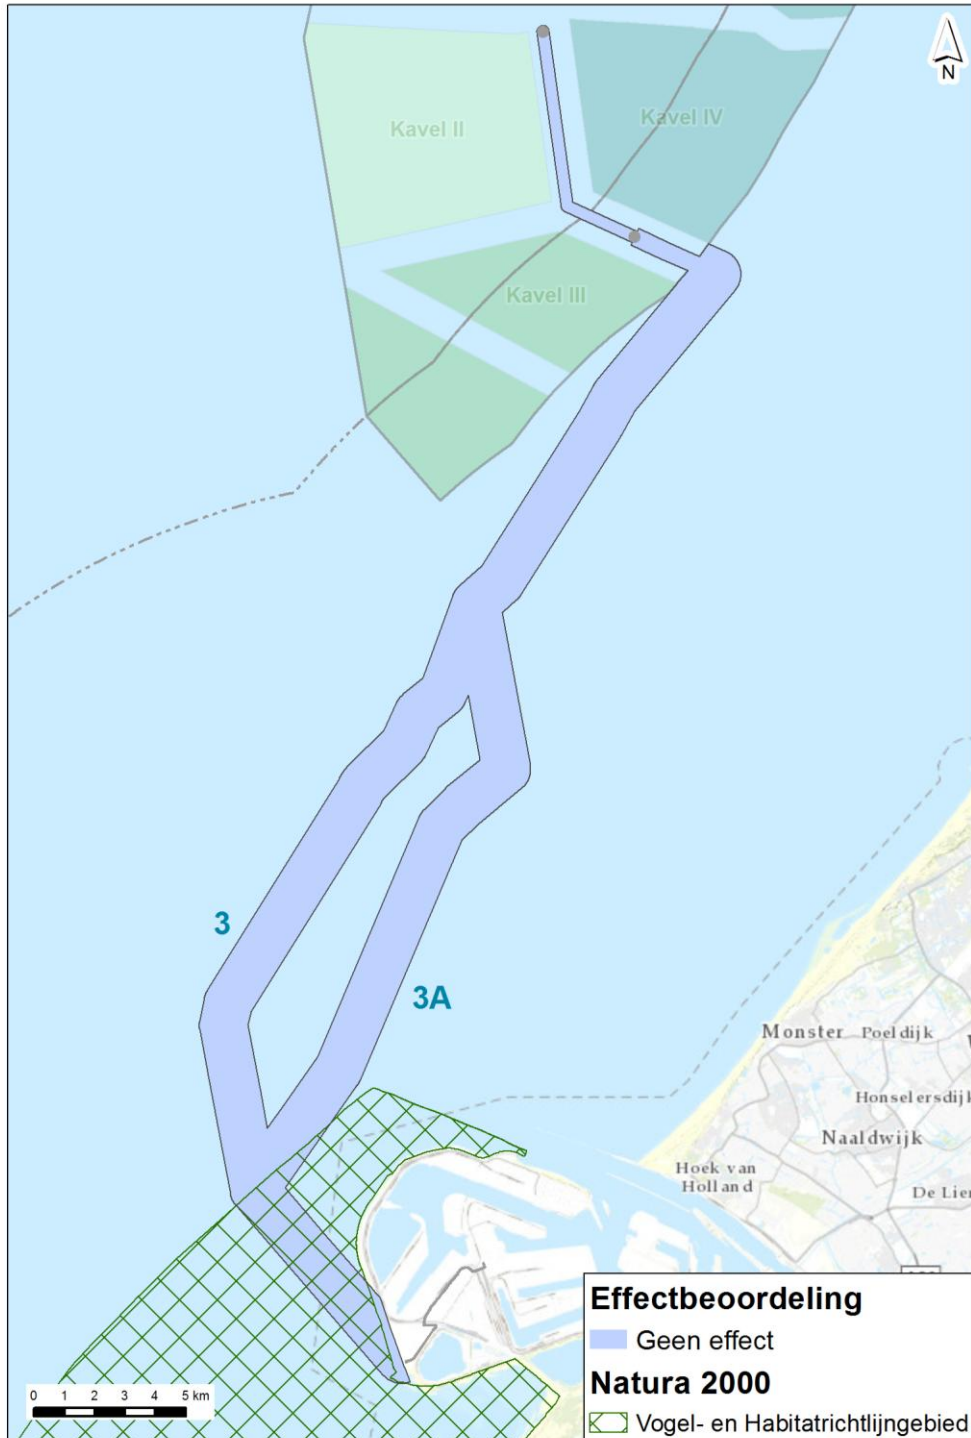 N
Kavel II
Kavel IV
Kavel III
3
3A
Monster
Poeldijk
Honselersdijk
Naaldwijk
Hoek van
Holland
De Lier
Effectbeoordeling
Geen effect
Natura 2000
Vogel- en Habitatrichtlijngebied
0 1 2 3 4 5 km